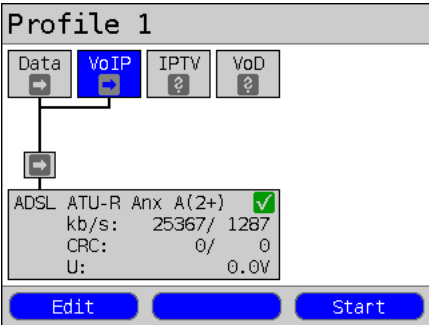 Profile 1
Data VoIP IPTV VoD
ADSL ATU-R Anx A(2+)
kb/s: 25367/ 1287
CRC: 0/ 0
U: 0.0V
Edit Start